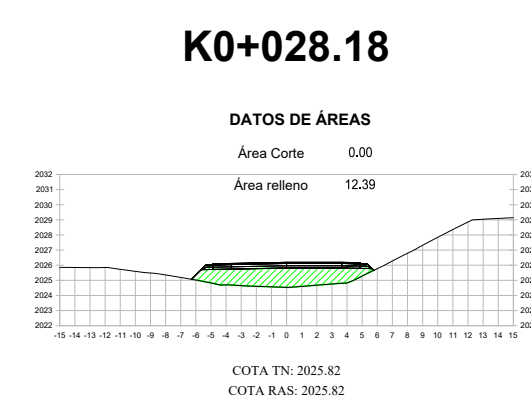 K0+028.18
DATOS DE ÁREAS
Área Corte 0.00
Área relleno 12.39
2032
2031
2030
2029
2028
2027
2026
2025
2024
2023
2022
-15 -14 -13 -12 -11 -10 -9 -8 -7 -6 -5 -4 -3 -2 -1 0 1 2 3 4 5 6 7 8 9 10 11 12 13 14 15
COTA TN: 2025.82
COTA RAS: 2025.82